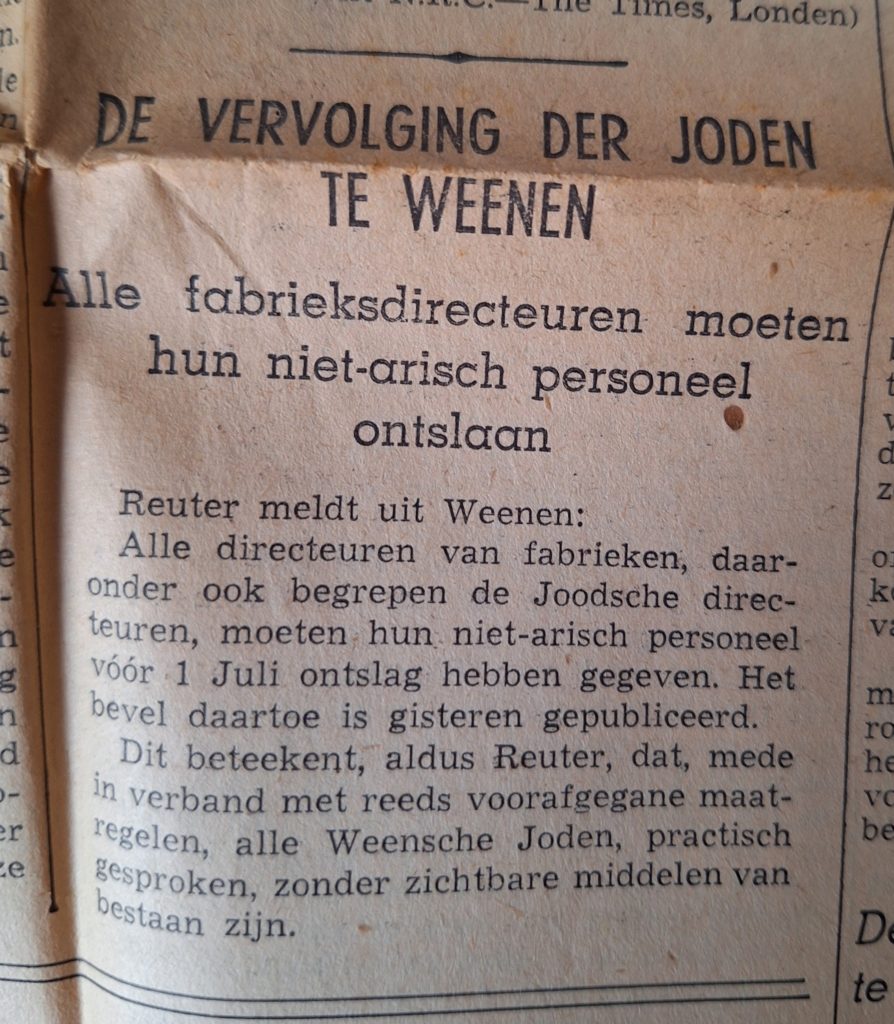 The Times, Londen)
DE VERVOLGING DER JODEN
TE WEENEN
Alle fabrieksdirecteuren moeten
hun niet-arisch personeel
ontslaan
Reuter meldt uit Weenen:
Alle directeuren van fabrieken, daar-
onder ook begrepen de Joodsche direc-
teuren, moeten hun niet-arisch personeel
vóór 1 Juli ontslag hebben gegeven. Het
bevel daartoe is gisteren gepubliceerd.
Dit beteekent, aldus Reuter, dat, mede
in verband met reeds voorafgegane maat-
regelen, alle Weensche Joden, practisch
gesproken, zonder zichtbare middelen van
bestaan zijn.